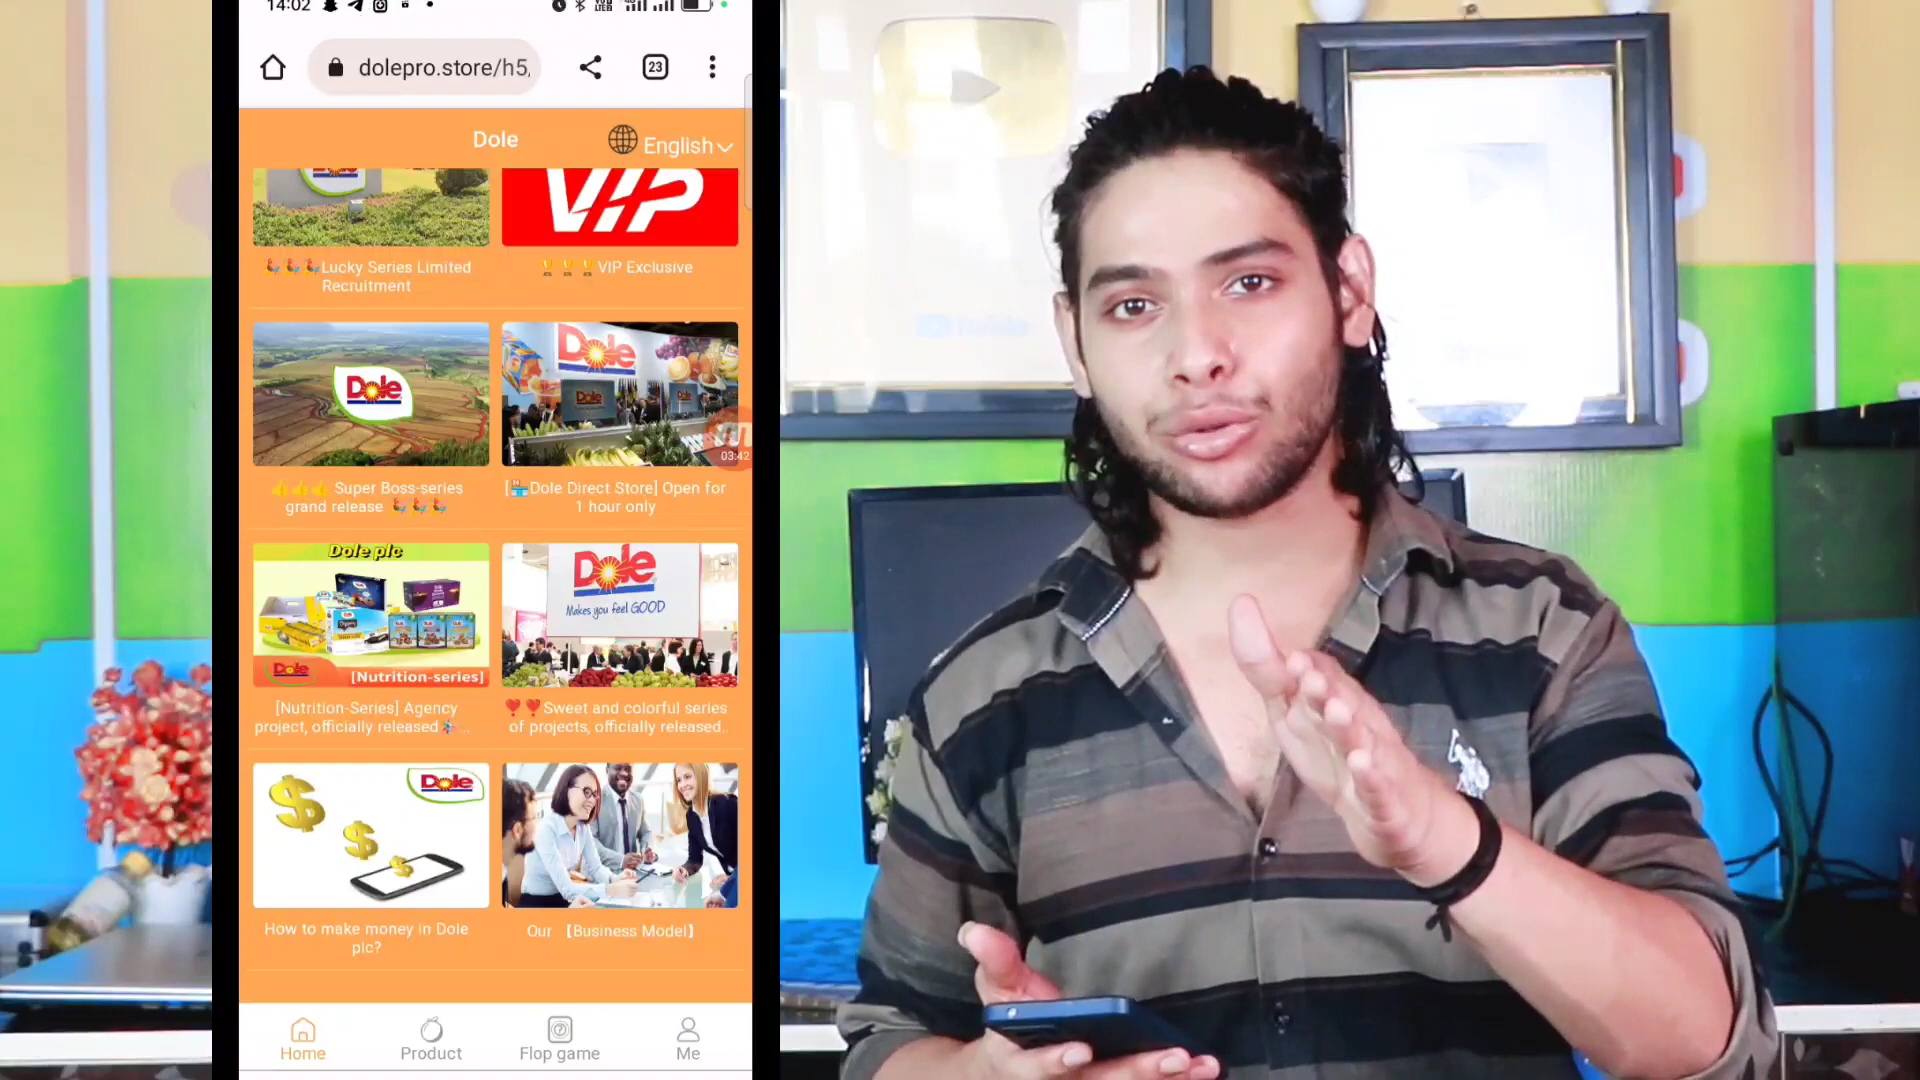 14:02
dolepro.store/h5,
23
Dole
English
VIP
Lucky Series Limited
Recruitment
VIP Exclusive
Dole
Dole
Dole
Dole
03:42
Super Boss-series
grand release
[Dole Direct Store] Open for
1 hour only
Dole plc
Dole
[Nutrition-series]
Dole
Makes you feel GOOD
[Nutrition-Series] Agency
project, officially released ...
Sweet and colorful series
of projects, officially released..
Dole
$
$
$
How to make money in Dole
plc?
Our 【Business Model】
Home
Product
Flop game
Me